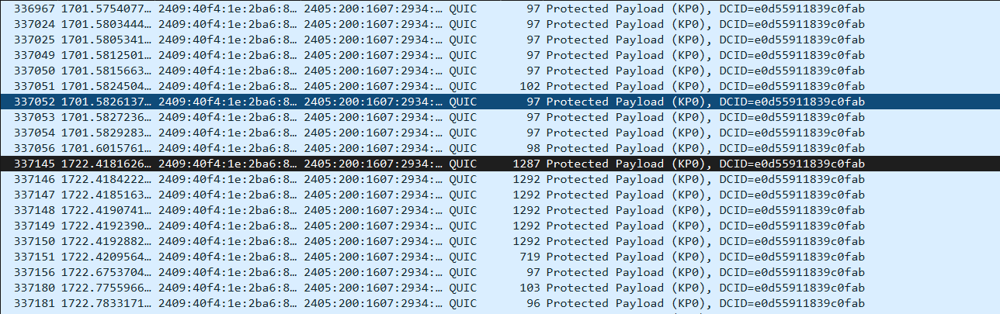 336967 1701.5754077… 2409:40f4:1e:2ba6:8… 2405:200:1607:2934:… QUIC 97 Protected Payload (KP0), DCID=e0d55911839c0fab
337024 1701.5803444… 2409:40f4:1e:2ba6:8… 2405:200:1607:2934:… QUIC 97 Protected Payload (KP0), DCID=e0d55911839c0fab
337025 1701.5805341… 2409:40f4:1e:2ba6:8… 2405:200:1607:2934:… QUIC 97 Protected Payload (KP0), DCID=e0d55911839c0fab
337049 1701.5812501… 2409:40f4:1e:2ba6:8… 2405:200:1607:2934:… QUIC 97 Protected Payload (KP0), DCID=e0d55911839c0fab
337050 1701.5815663… 2409:40f4:1e:2ba6:8… 2405:200:1607:2934:… QUIC 97 Protected Payload (KP0), DCID=e0d55911839c0fab
337051 1701.5824504… 2409:40f4:1e:2ba6:8… 2405:200:1607:2934:… QUIC 102 Protected Payload (KP0), DCID=e0d55911839c0fab
337052 1701.5826137… 2409:40f4:1e:2ba6:8… 2405:200:1607:2934:… QUIC 97 Protected Payload (KP0), DCID=e0d55911839c0fab
337053 1701.5827236… 2409:40f4:1e:2ba6:8… 2405:200:1607:2934:… QUIC 97 Protected Payload (KP0), DCID=e0d55911839c0fab
337054 1701.5829283… 2409:40f4:1e:2ba6:8… 2405:200:1607:2934:… QUIC 97 Protected Payload (KP0), DCID=e0d55911839c0fab
337056 1701.6015761… 2409:40f4:1e:2ba6:8… 2405:200:1607:2934:… QUIC 98 Protected Payload (KP0), DCID=e0d55911839c0fab
337145 1722.4181626… 2409:40f4:1e:2ba6:8… 2405:200:1607:2934:… QUIC 1287 Protected Payload (KP0), DCID=e0d55911839c0fab
337146 1722.4184222… 2409:40f4:1e:2ba6:8… 2405:200:1607:2934:… QUIC 1292 Protected Payload (KP0), DCID=e0d55911839c0fab
337147 1722.4185163… 2409:40f4:1e:2ba6:8… 2405:200:1607:2934:… QUIC 1292 Protected Payload (KP0), DCID=e0d55911839c0fab
337148 1722.4190741… 2409:40f4:1e:2ba6:8… 2405:200:1607:2934:… QUIC 1292 Protected Payload (KP0), DCID=e0d55911839c0fab
337149 1722.4192390… 2409:40f4:1e:2ba6:8… 2405:200:1607:2934:… QUIC 1292 Protected Payload (KP0), DCID=e0d55911839c0fab
337150 1722.4192882… 2409:40f4:1e:2ba6:8… 2405:200:1607:2934:… QUIC 1292 Protected Payload (KP0), DCID=e0d55911839c0fab
337151 1722.4209564… 2409:40f4:1e:2ba6:8… 2405:200:1607:2934:… QUIC 719 Protected Payload (KP0), DCID=e0d55911839c0fab
337156 1722.6753704… 2409:40f4:1e:2ba6:8… 2405:200:1607:2934:… QUIC 97 Protected Payload (KP0), DCID=e0d55911839c0fab
337180 1722.7755966… 2409:40f4:1e:2ba6:8… 2405:200:1607:2934:… QUIC 103 Protected Payload (KP0), DCID=e0d55911839c0fab
337181 1722.7833171… 2409:40f4:1e:2ba6:8… 2405:200:1607:2934:… QUIC 96 Protected Payload (KP0), DCID=e0d55911839c0fab